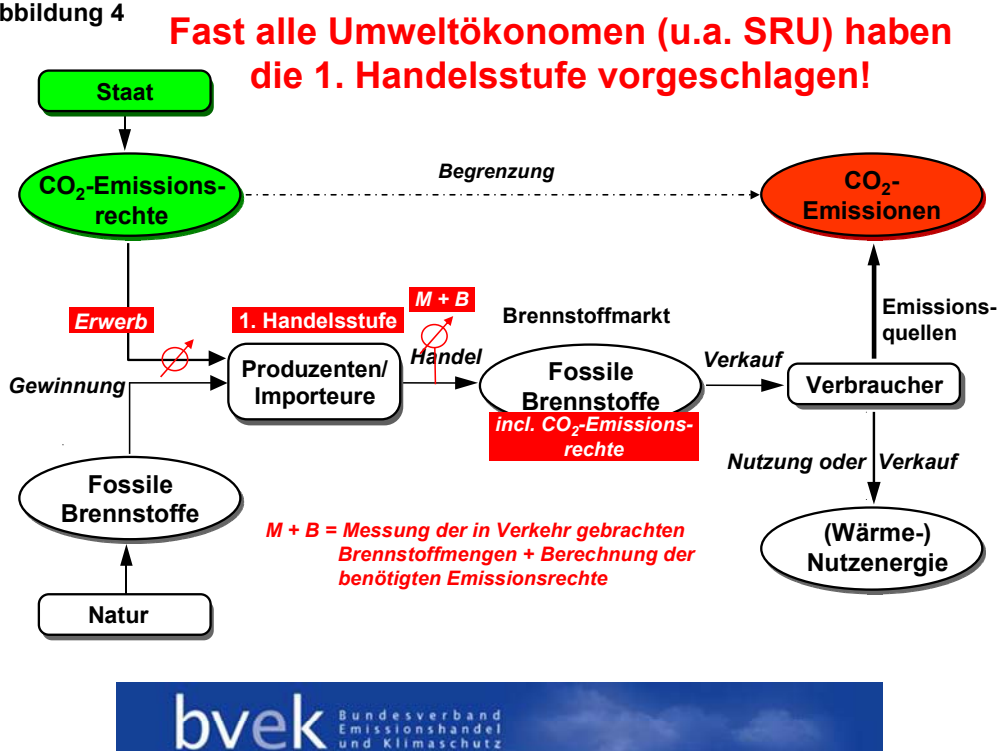 bbildung 4
Fast alle Umweltökonomen (u.a. SRU) haben
die 1. Handelsstufe vorgeschlagen!
Staat
CO₂-Emissions-
rechte
Begrenzung
CO₂-
Emissionen
Erwerb
1. Handelsstufe
M + B
Brennstoffmarkt
Emissions-
quellen
Gewinnung
Produzenten/
Importeure
Handel
Fossile
Brennstoffe
incl. CO₂-Emissions-
rechte
Verkauf
Verbraucher
Fossile
Brennstoffe
Nutzung oder Verkauf
M + B = Messung der in Verkehr gebrachten
Brennstoffmengen + Berechnung der
benötigten Emissionsrechte
(Wärme-)
Nutzenergie
Natur
bvek
Bundesverband
Emissionshandel
und Klimaschutz